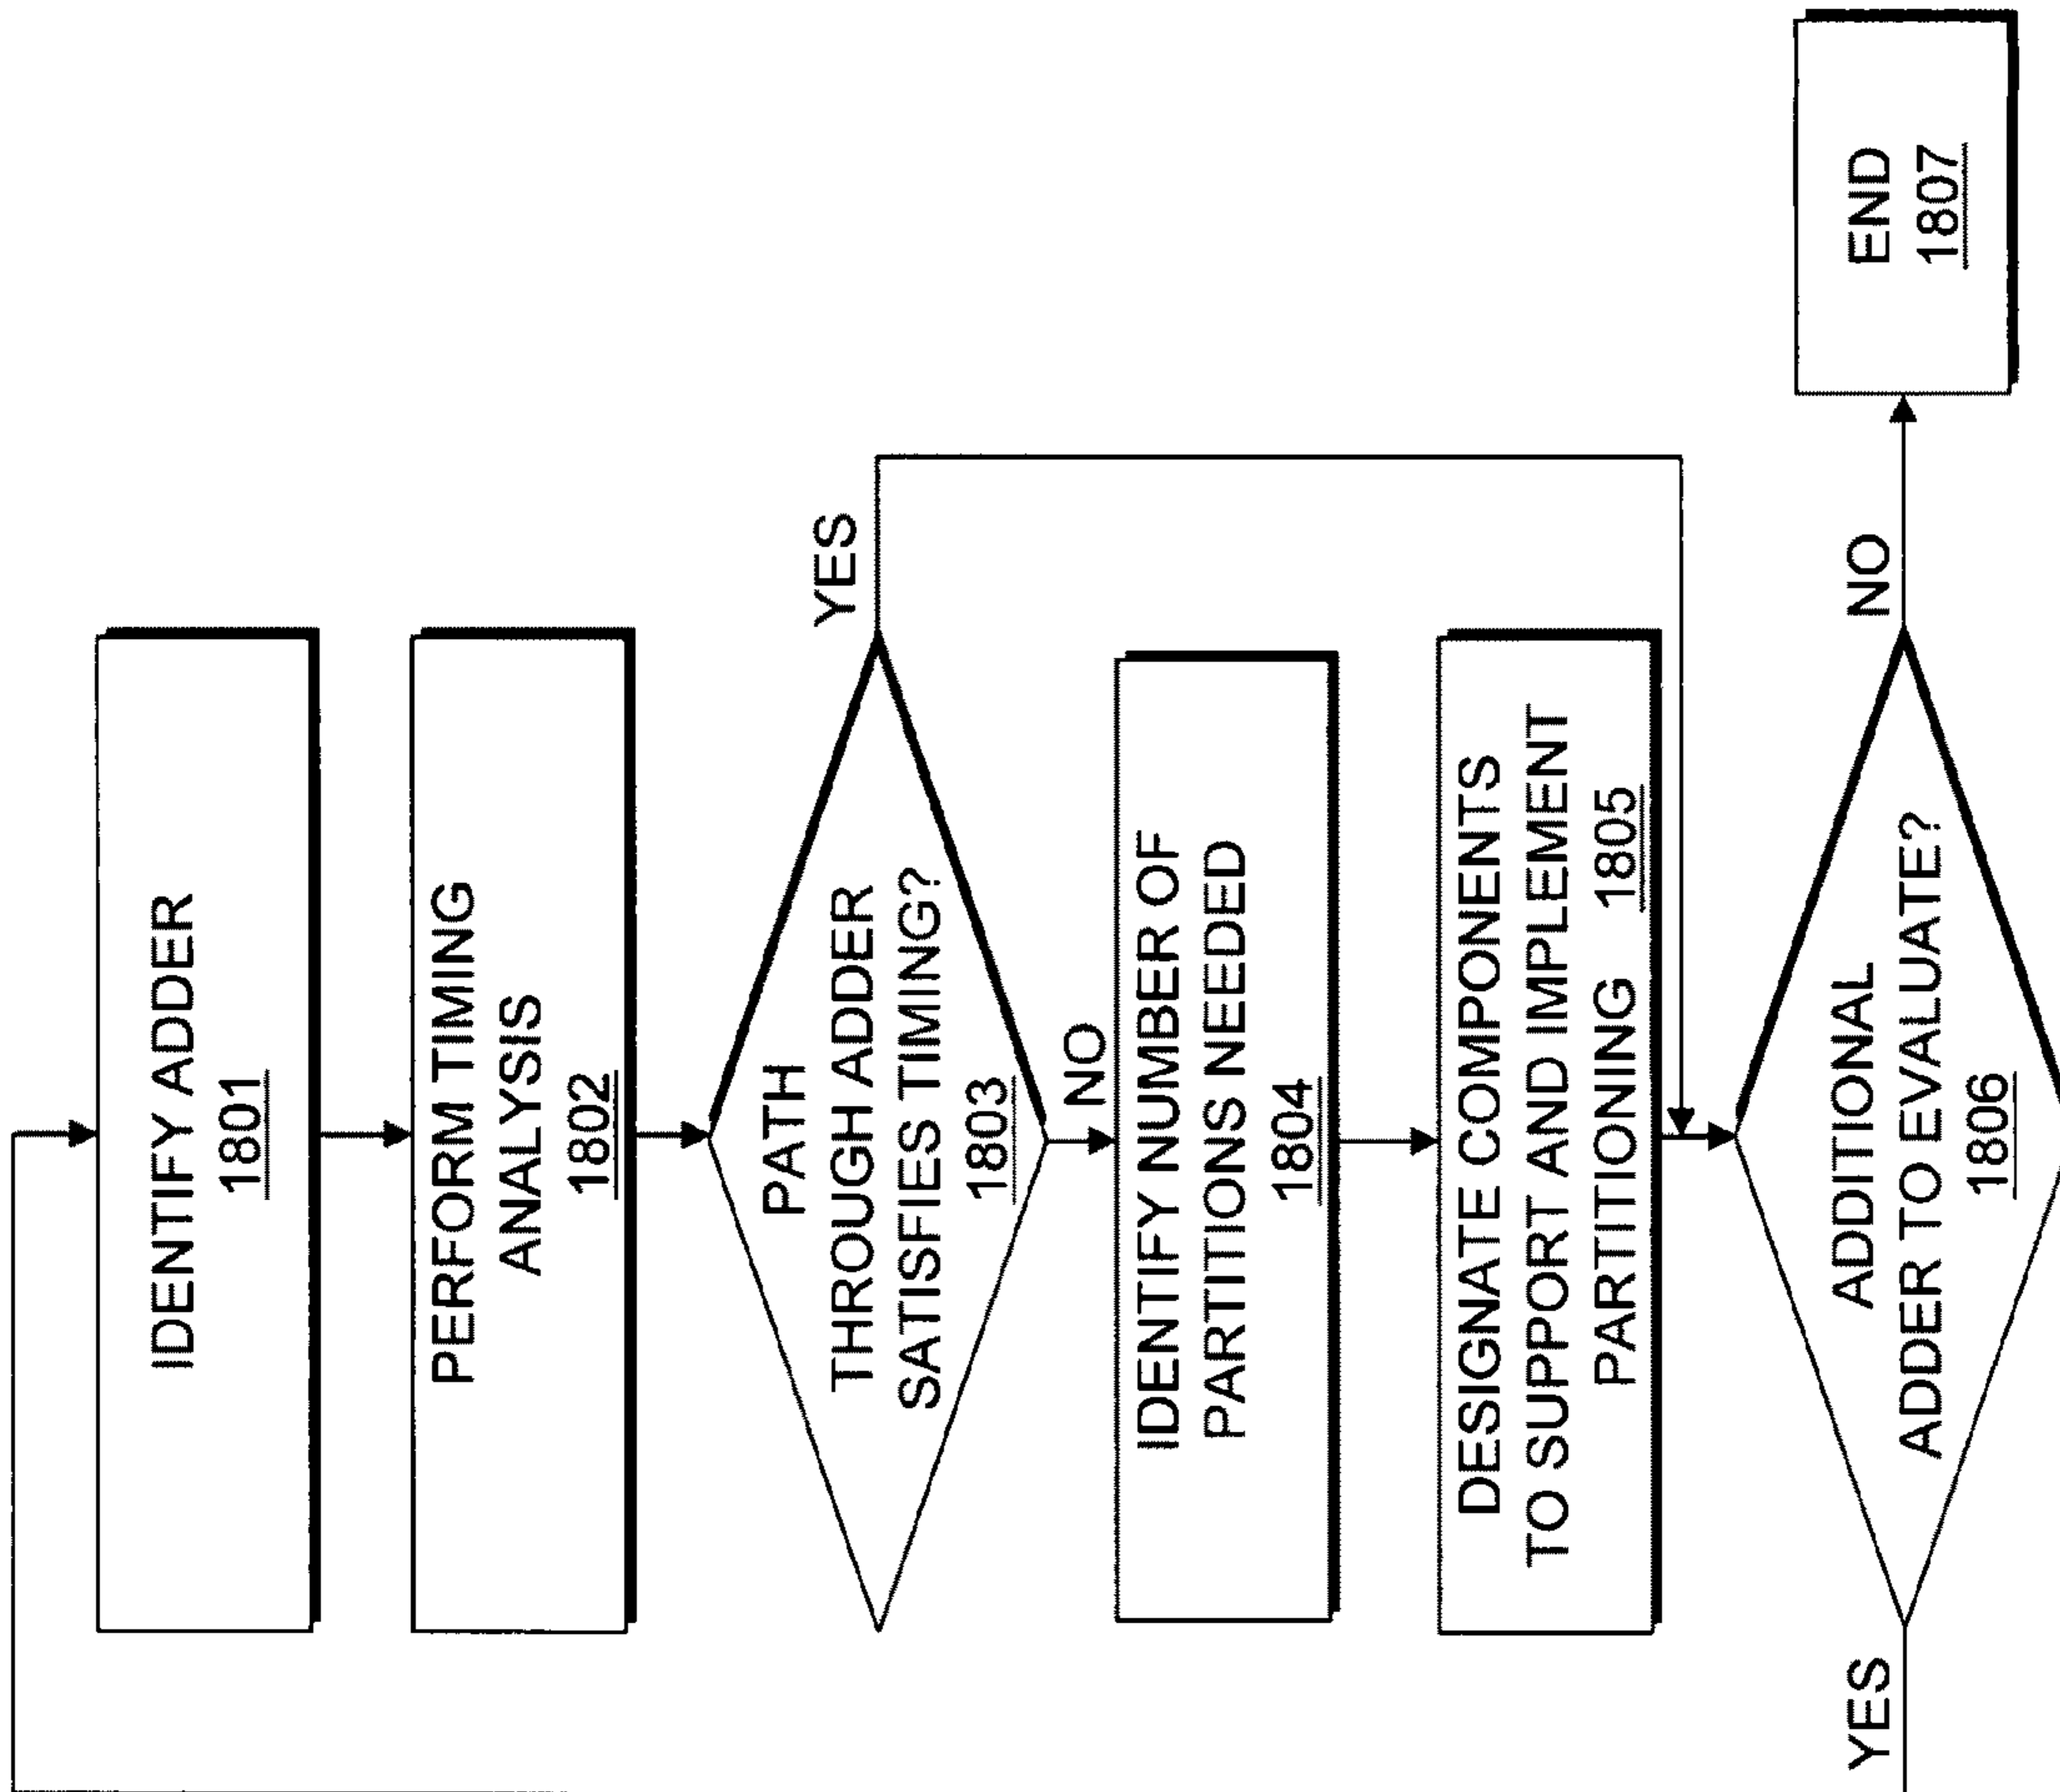 IDENTIFY ADDER
1801
PERFORM TIMING
ANALYSIS
1802
PATH
THROUGH ADDER
SATISFIES TIMING?
1803
YES
NO
IDENTIFY NUMBER OF
PARTITIONS NEEDED
1804
DESIGNATE COMPONENTS
TO SUPPORT AND IMPLEMENT
PARTITIONING 1805
ADDITIONAL
ADDER TO EVALUATE?
1806
YES
NO
END
1807